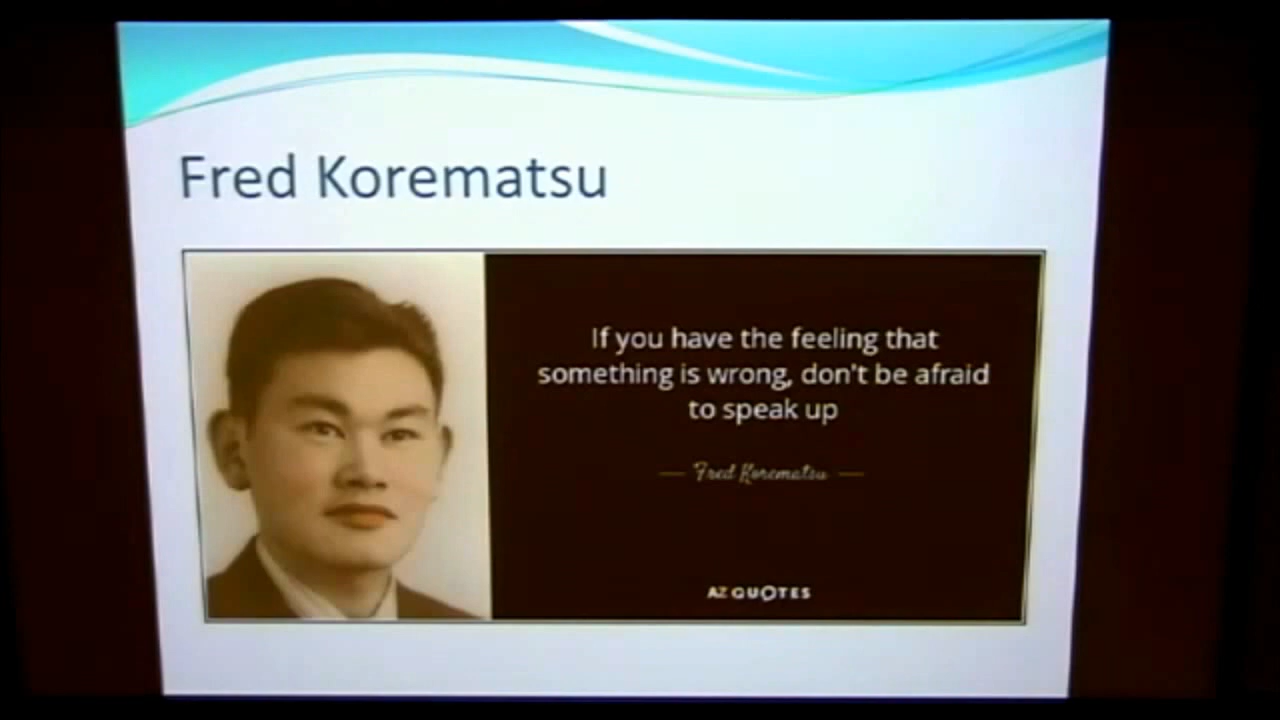 Fred Korematsu
If you have the feeling that
something is wrong, don't be afraid
to speak up
— Fred Korematsu —
AZ QUOTES